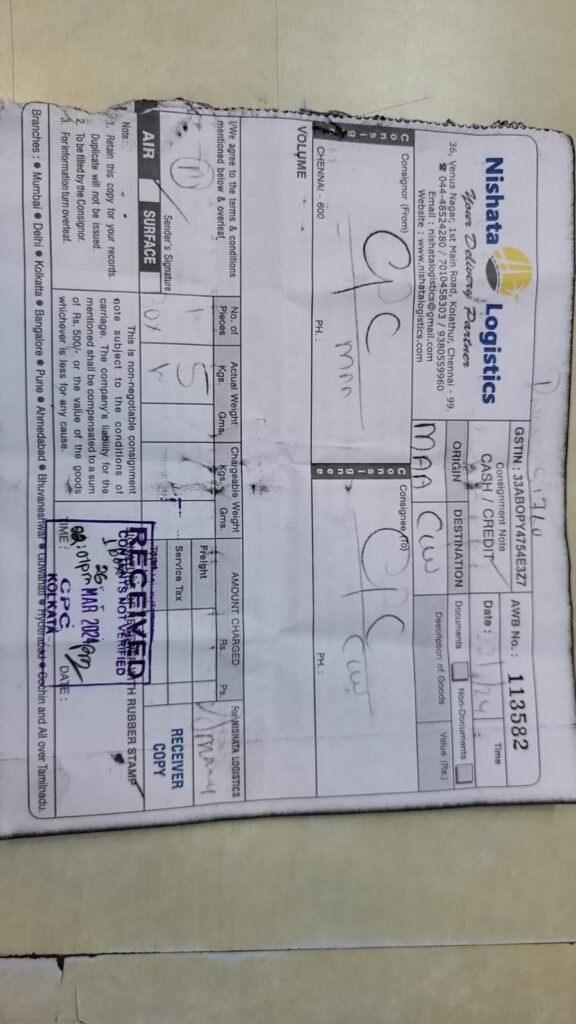 Nishata Logistics
Your Delivery Partner
36, Venus Nagar, 1st Main Road, Kolathur, Chennai - 99.
☎ 044-48524280 / 7010458303 / 9380559960
Email : nishatalogistics@gmail.com
Website : www.nishatalogistics.com
GSTIN : 33ABOPY4754E3Z7
Consignment Note
CASH / CREDIT
AWB No. : 113582
Date :
Time
ORIGIN
DESTINATION
MAA
CCU
Documents
Non-Documents
Description of Goods
Value (Rs.)
Consignor
Consignor (From)
CPC
MAA
CHENNAI - 600
PH. :
Consignee
Consignee (To)
CPC
CCU
PH. :
VOLUME
I/We agree to the terms & conditions
mentioned below & overleaf.
Sender's Signature
No. of
Pieces
Actual Weight
Kgs. Gms.
Chargeable Weight
Kgs. Gms.
AMOUNT CHARGED
Rs. Ps.
Freight
Service Tax
1
5
For NISHATA LOGISTICS
AIR
SURFACE
RECEIVER
COPY
Note :
1. Retain this copy for your records.
Duplicate will not be issued.
2. To be filled by the Consignor.
3. For information turn overleaf.
This is non-negotiable consignment
note subject to the conditions of
carriage. The company's liability for the
mentioned shall be compensated to a sum
of Rs. 500/- or the value of the goods
whichever is less for any cause.
RUBBER STAMP
RECEIVED
CONTENTS NOT VERIFIED
26 MAR 2024
CPC
KOLKATA
TIME :
DATE :
Branches : ● Mumbai ● Delhi ● Kolkatta ● Bangalore ● Pune ● Ahmedabad ● Bhuvaneshwar ● Guwahati ● Hyderabad ● Cochin and All over Tamilnadu.